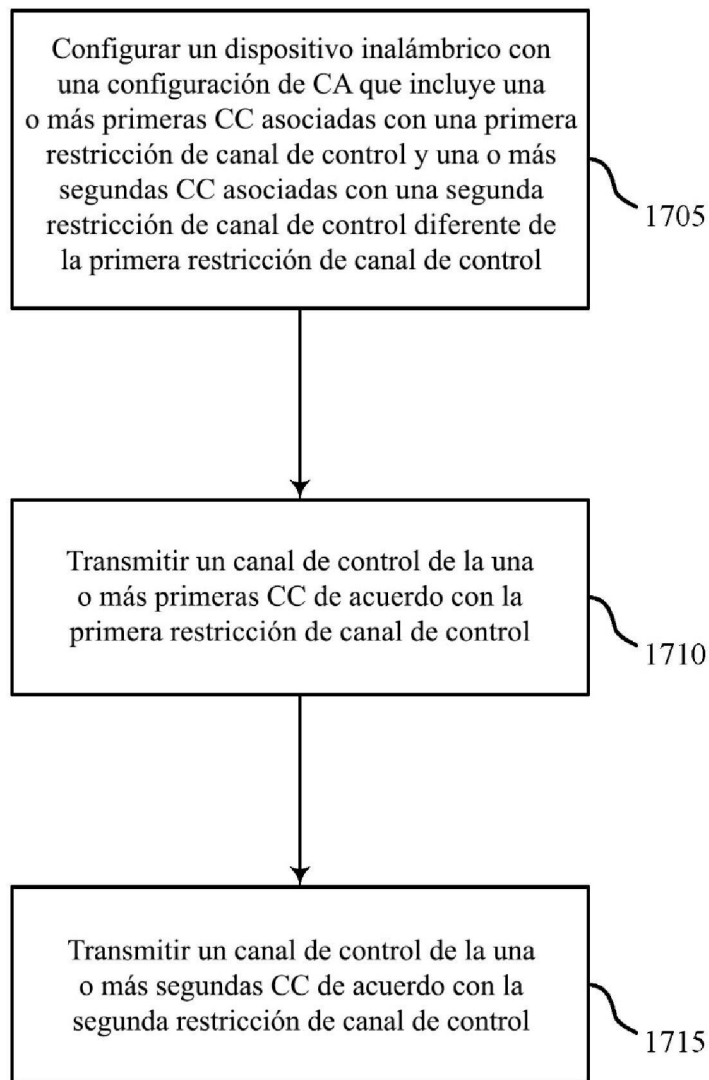 Configurar un dispositivo inalámbrico con
una configuración de CA que incluye una
o más primeras CC asociadas con una primera
restricción de canal de control y una o más
segundas CC asociadas con una segunda
restricción de canal de control diferente de
la primera restricción de canal de control
1705
Transmitir un canal de control de la una
o más primeras CC de acuerdo con la
primera restricción de canal de control
1710
Transmitir un canal de control de la una
o más segundas CC de acuerdo con la
segunda restricción de canal de control
1715